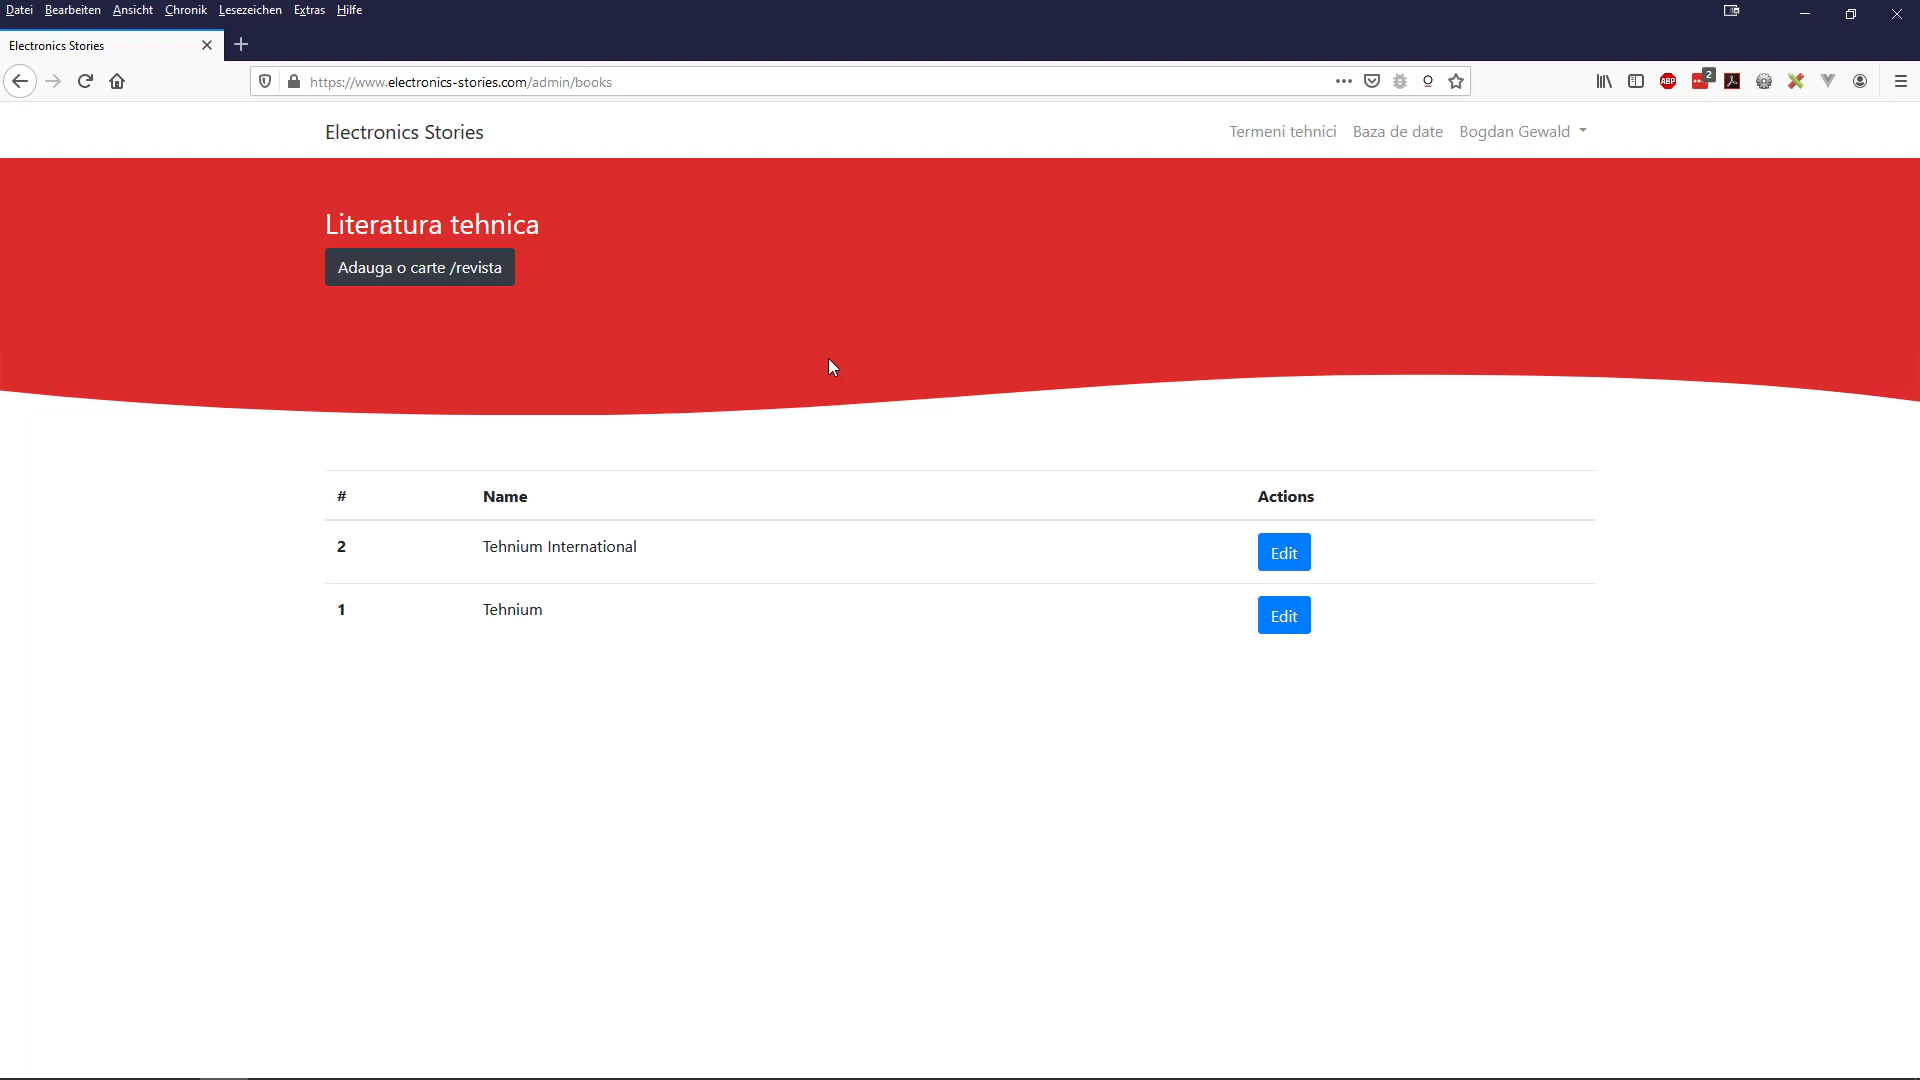 Datei Bearbeiten Ansicht Chronik Lesezeichen Extras Hilfe
Electronics Stories
https://www.electronics-stories.com/admin/books
ABP
2
Electronics Stories
Termeni tehnici Baza de date Bogdan Gewald
Literatura tehnica
Adauga o carte /revista
# Name Actions
2 Tehnium International Edit
1 Tehnium Edit